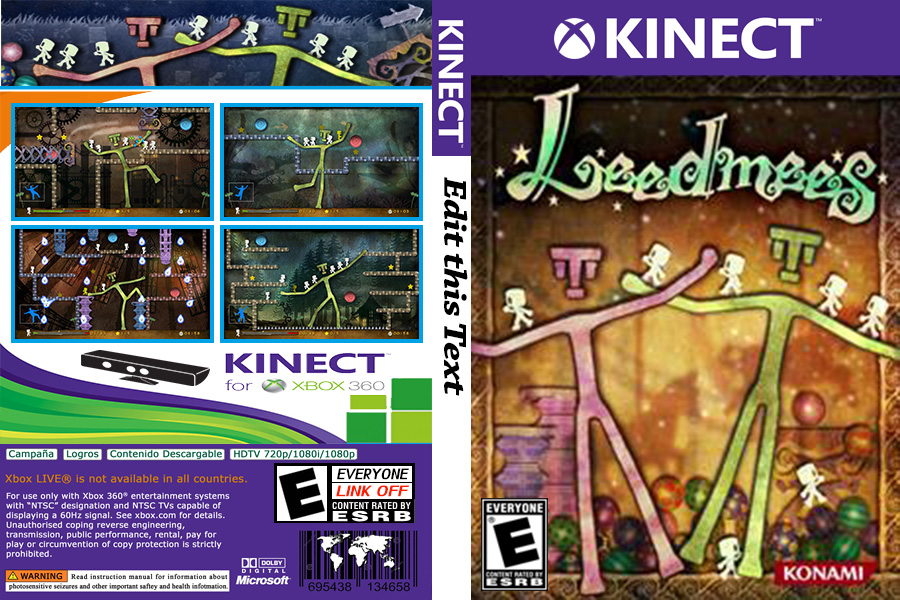 KINECT™
for XBOX 360
Campaña
Logros
Contenido Descargable
HDTV 720p/1080i/1080p
Xbox LIVE® is not available in all countries.
For use only with Xbox 360® entertainment systems
with “NTSC” designation and NTSC TVs capable of
displaying a 60Hz signal. See xbox.com for details.
Unauthorised coping reverse engineering,
transmission, public performance, rental, pay for
play or circumvention of copy protection is strictly
prohibited.
WARNING Read instruction manual for information about
photosensitive seizures and other important saftey and health infotmation.
E
EVERYONE
LINK OFF
CONTENT RATED BY
ESRB
DOLBY
DIGITAL
Microsoft
695438 134658
KINECT™
Edit this Text
KINECT™
Leedmees
EVERYONE
E
CONTENT RATED BY
ESRB
KONAMI